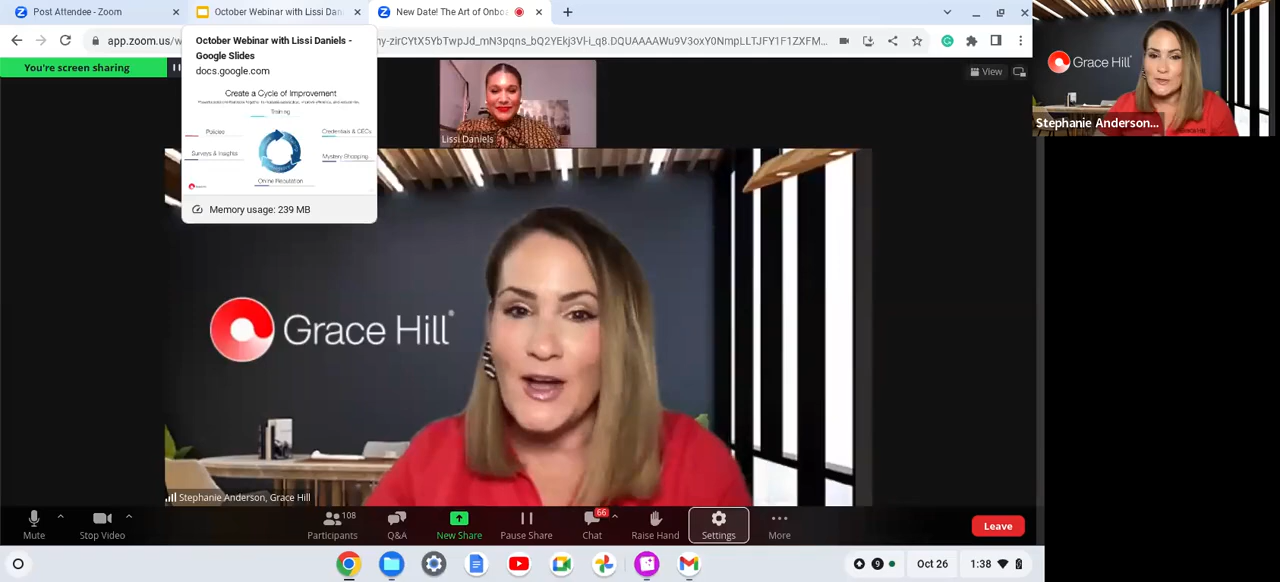 Post Attendee - Zoom
October Webinar with Lissi Dan
New Date! The Art of Onbo
app.zoom.us/w
ny-zirCYtX5YbTwpJd_mN3pqns_bQ2YEkj3VH_q8.DQUAAAAWu9V3oxY0NmpLLTJFY1F1ZXFM...
October Webinar with Lissi Daniels -
Google Slides
docs.google.com
Create a Cycle of Improvement
Training
Policies
Credentials & CECs
Surveys & Insights
Mystery Shopping
Online Reputation
Memory usage: 239 MB
You're screen sharing
View
Lissi Daniels
Grace Hill
Stephanie Anderson...
Grace Hill®
Stephanie Anderson, Grace Hill
Mute
Stop Video
108
Participants
Q&A
New Share
Pause Share
66
Chat
Raise Hand
Settings
More
Leave
9
Oct 26
1:38